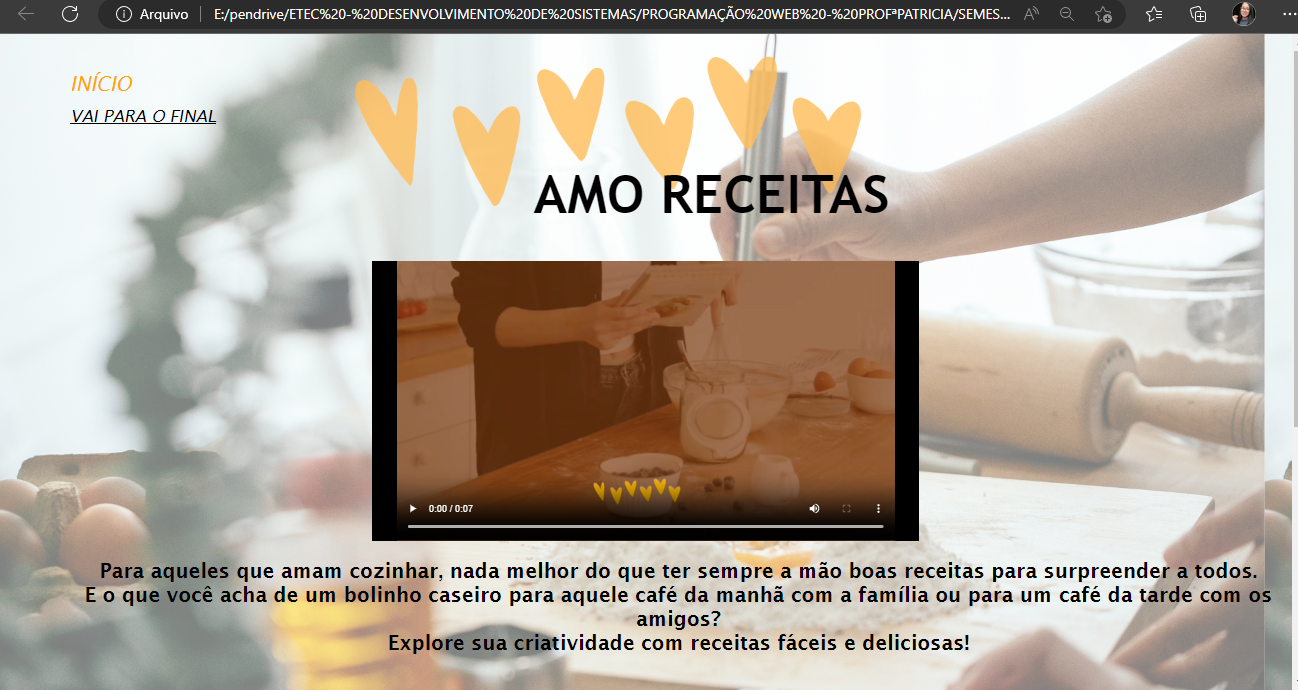 Arquivo
E:/pendrive/ETEC%20-%20DESENVOLVIMENTO%20DE%20SISTEMAS/PROGRAMAÇÃO%20WEB%20-%20PROFªPATRICIA/SEMES...
INÍCIO
VAI PARA O FINAL
AMO RECEITAS
0:00 / 0:07
Para aqueles que amam cozinhar, nada melhor do que ter sempre a mão boas receitas para surpreender a todos.
E o que você acha de um bolinho caseiro para aquele café da manhã com a família ou para um café da tarde com os
amigos?
Explore sua criatividade com receitas fáceis e deliciosas!